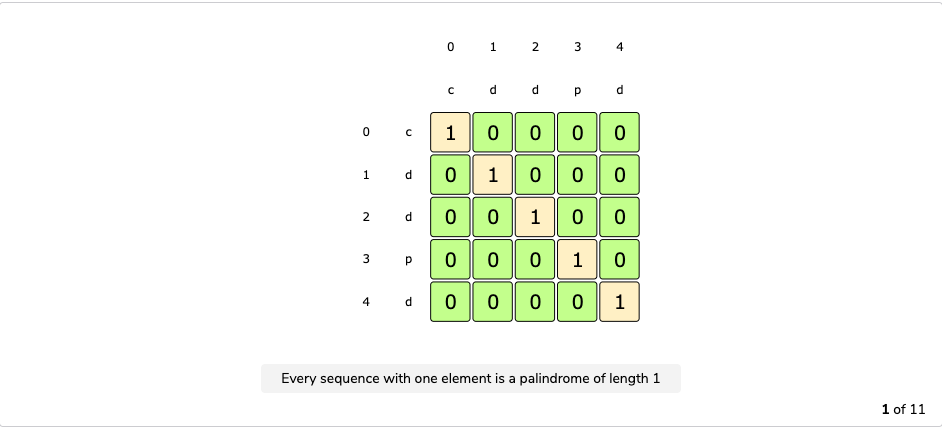 0 1 2 3 4
c d d p d
0 c 1 0 0 0 0
1 d 0 1 0 0 0
2 d 0 0 1 0 0
3 p 0 0 0 1 0
4 d 0 0 0 0 1
Every sequence with one element is a palindrome of length 1
1 of 11